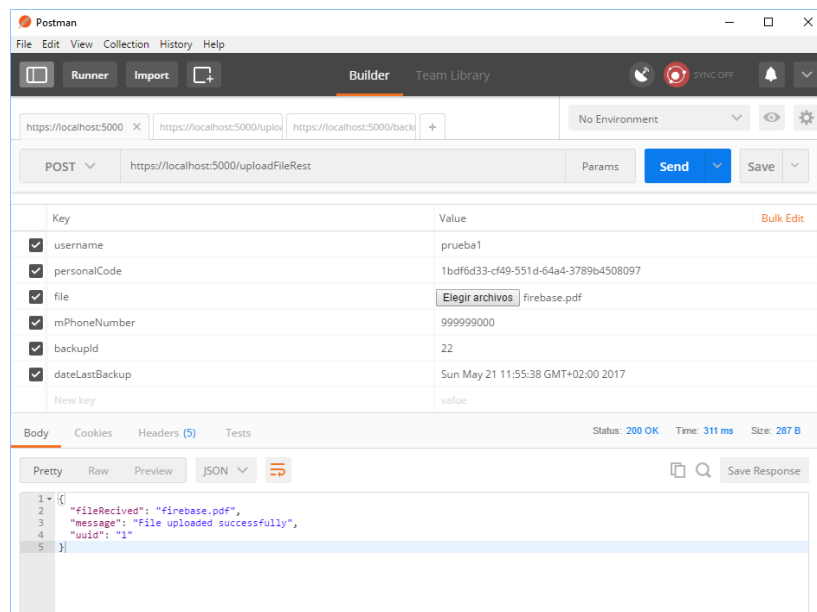 Postman
File Edit View Collection History Help
Runner Import Builder Team Library SYNC OFF
https://localhost:5000 https://localhost:5000/uploa https://localhost:5000/back + No Environment
POST https://localhost:5000/uploadFileRest Params Send Save
Key Value Bulk Edit
username prueba1
personalCode 1bdf6d33-cf49-551d-64a4-3789b4508097
file Elegir archivos firebase.pdf
mPhoneNumber 999999000
backupId 22
dateLastBackup Sun May 21 11:55:38 GMT+02:00 2017
New key value
Body Cookies Headers (5) Tests Status: 200 OK Time: 311 ms Size: 287 B
Pretty Raw Preview JSON Save Response
1 {
2 "fileRecived": "firebase.pdf",
3 "message": "File uploaded successfully",
4 "uuid": "1"
5 }